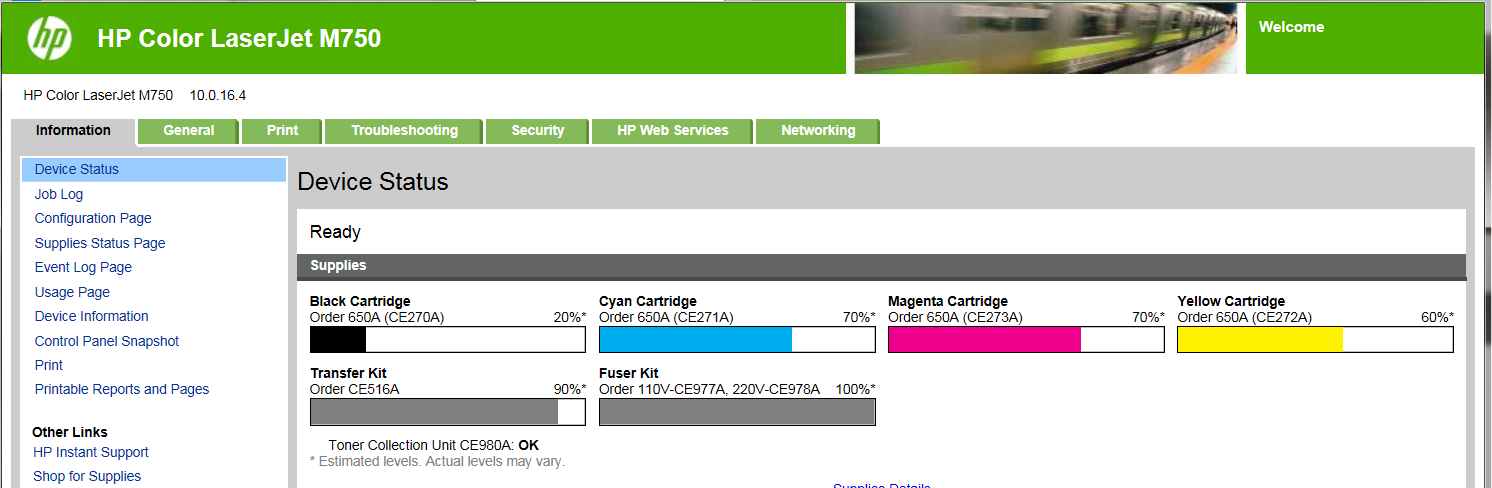 hp HP Color LaserJet M750
Welcome
HP Color LaserJet M750 10.0.16.4
Information General Print Troubleshooting Security HP Web Services Networking
Device Status
Job Log
Configuration Page
Supplies Status Page
Event Log Page
Usage Page
Device Information
Control Panel Snapshot
Print
Printable Reports and Pages
Other Links
HP Instant Support
Shop for Supplies
Device Status
Ready
Supplies
Black Cartridge
Order 650A (CE270A) 20%*
Cyan Cartridge
Order 650A (CE271A) 70%*
Magenta Cartridge
Order 650A (CE273A) 70%*
Yellow Cartridge
Order 650A (CE272A) 60%*
Transfer Kit
Order CE516A 90%*
Fuser Kit
Order 110V-CE977A, 220V-CE978A 100%*
Toner Collection Unit CE980A: OK
* Estimated levels. Actual levels may vary.
Supplies Details